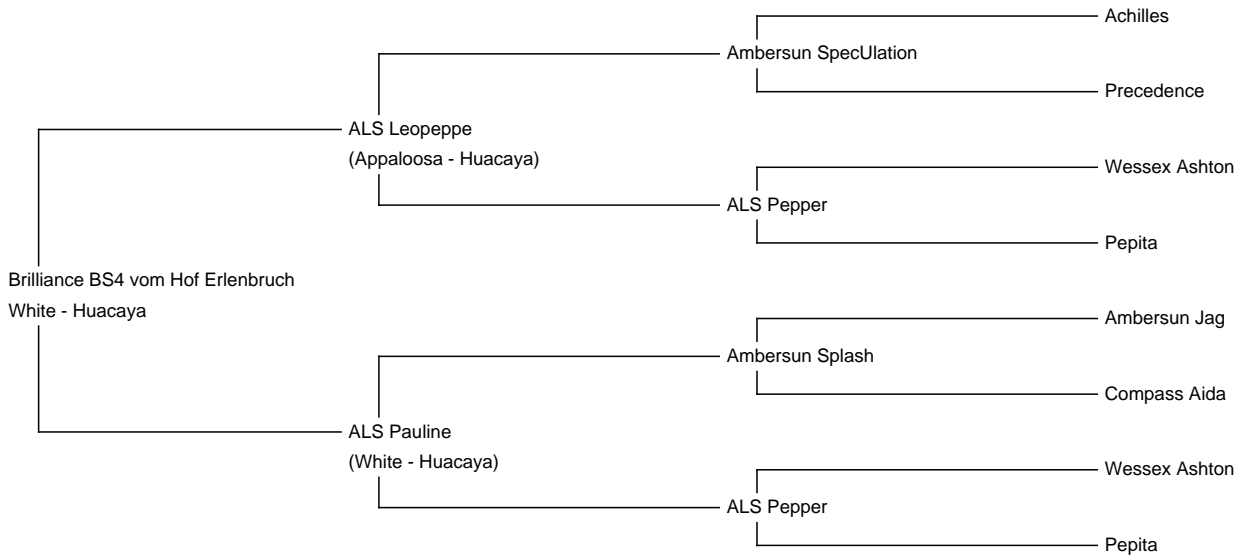 Achilles
Ambersun SpecUlation
Precedence
ALS Leopeppe
(Appaloosa - Huacaya)
Wessex Ashton
ALS Pepper
Pepita
Brilliance BS4 vom Hof Erlenbruch
White - Huacaya
Ambersun Jag
Ambersun Splash
Compass Aida
ALS Pauline
(White - Huacaya)
Wessex Ashton
ALS Pepper
Pepita